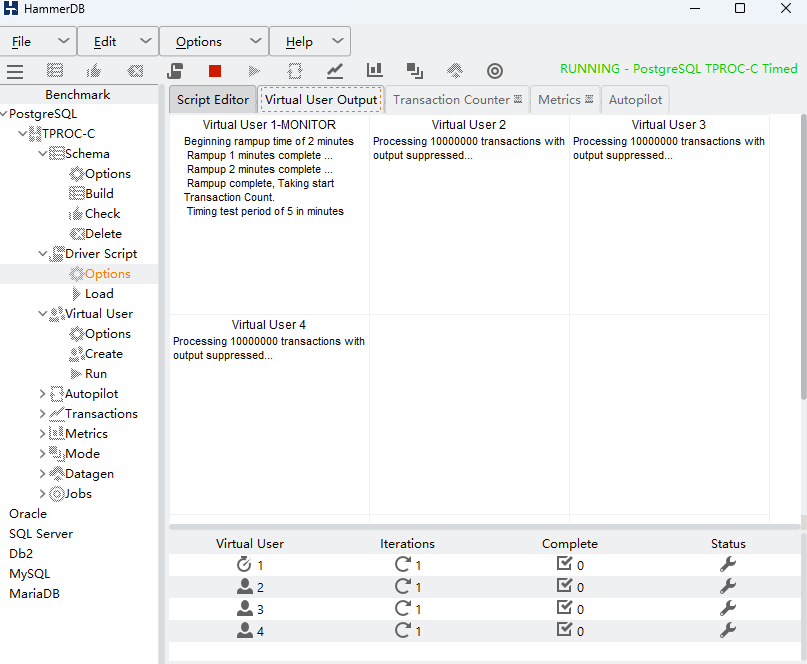 HammerDB
File Edit Options Help
RUNNING - PostgreSQL TPROC-C Timed
Benchmark
PostgreSQL
TPROC-C
Schema
Options
Build
Check
Delete
Driver Script
Options
Load
Virtual User
Options
Create
Run
Autopilot
Transactions
Metrics
Mode
Datagen
Jobs
Oracle
SQL Server
Db2
MySQL
MariaDB
Script Editor Virtual User Output Transaction Counter Metrics Autopilot
Virtual User 1-MONITOR
Beginning rampup time of 2 minutes
Rampup 1 minutes complete ...
Rampup 2 minutes complete ...
Rampup complete, Taking start
Transaction Count.
Timing test period of 5 in minutes
Virtual User 2
Processing 10000000 transactions with
output suppressed...
Virtual User 3
Processing 10000000 transactions with
output suppressed...
Virtual User 4
Processing 10000000 transactions with
output suppressed...
Virtual User Iterations Complete Status
1 1 0
2 1 0
3 1 0
4 1 0